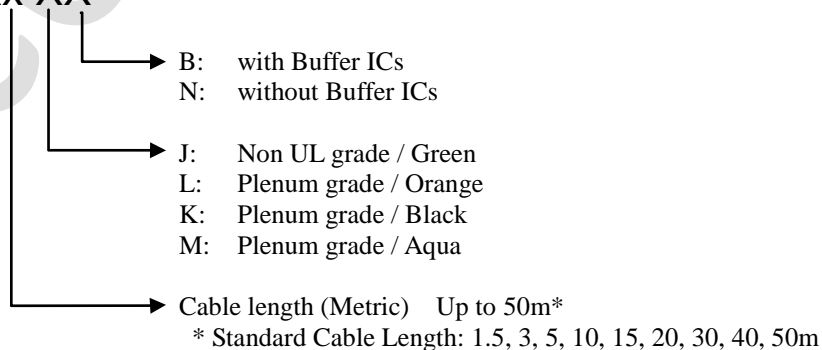 B: with Buffer ICs
N: without Buffer ICs
J: Non UL grade / Green
L: Plenum grade / Orange
K: Plenum grade / Black
M: Plenum grade / Aqua
Cable length (Metric) Up to 50m*
* Standard Cable Length: 1.5, 3, 5, 10, 15, 20, 30, 40, 50m